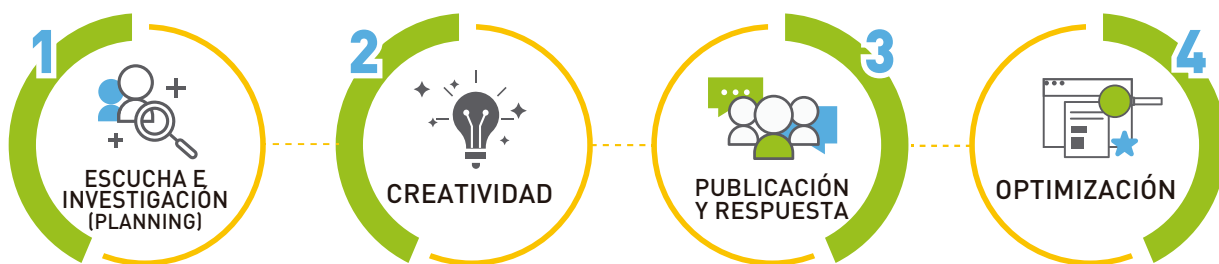 1
ESCUCHA E
INVESTIGACIÓN
(PLANNING)
2
CREATIVIDAD
3
PUBLICACIÓN
Y RESPUESTA
4
OPTIMIZACIÓN